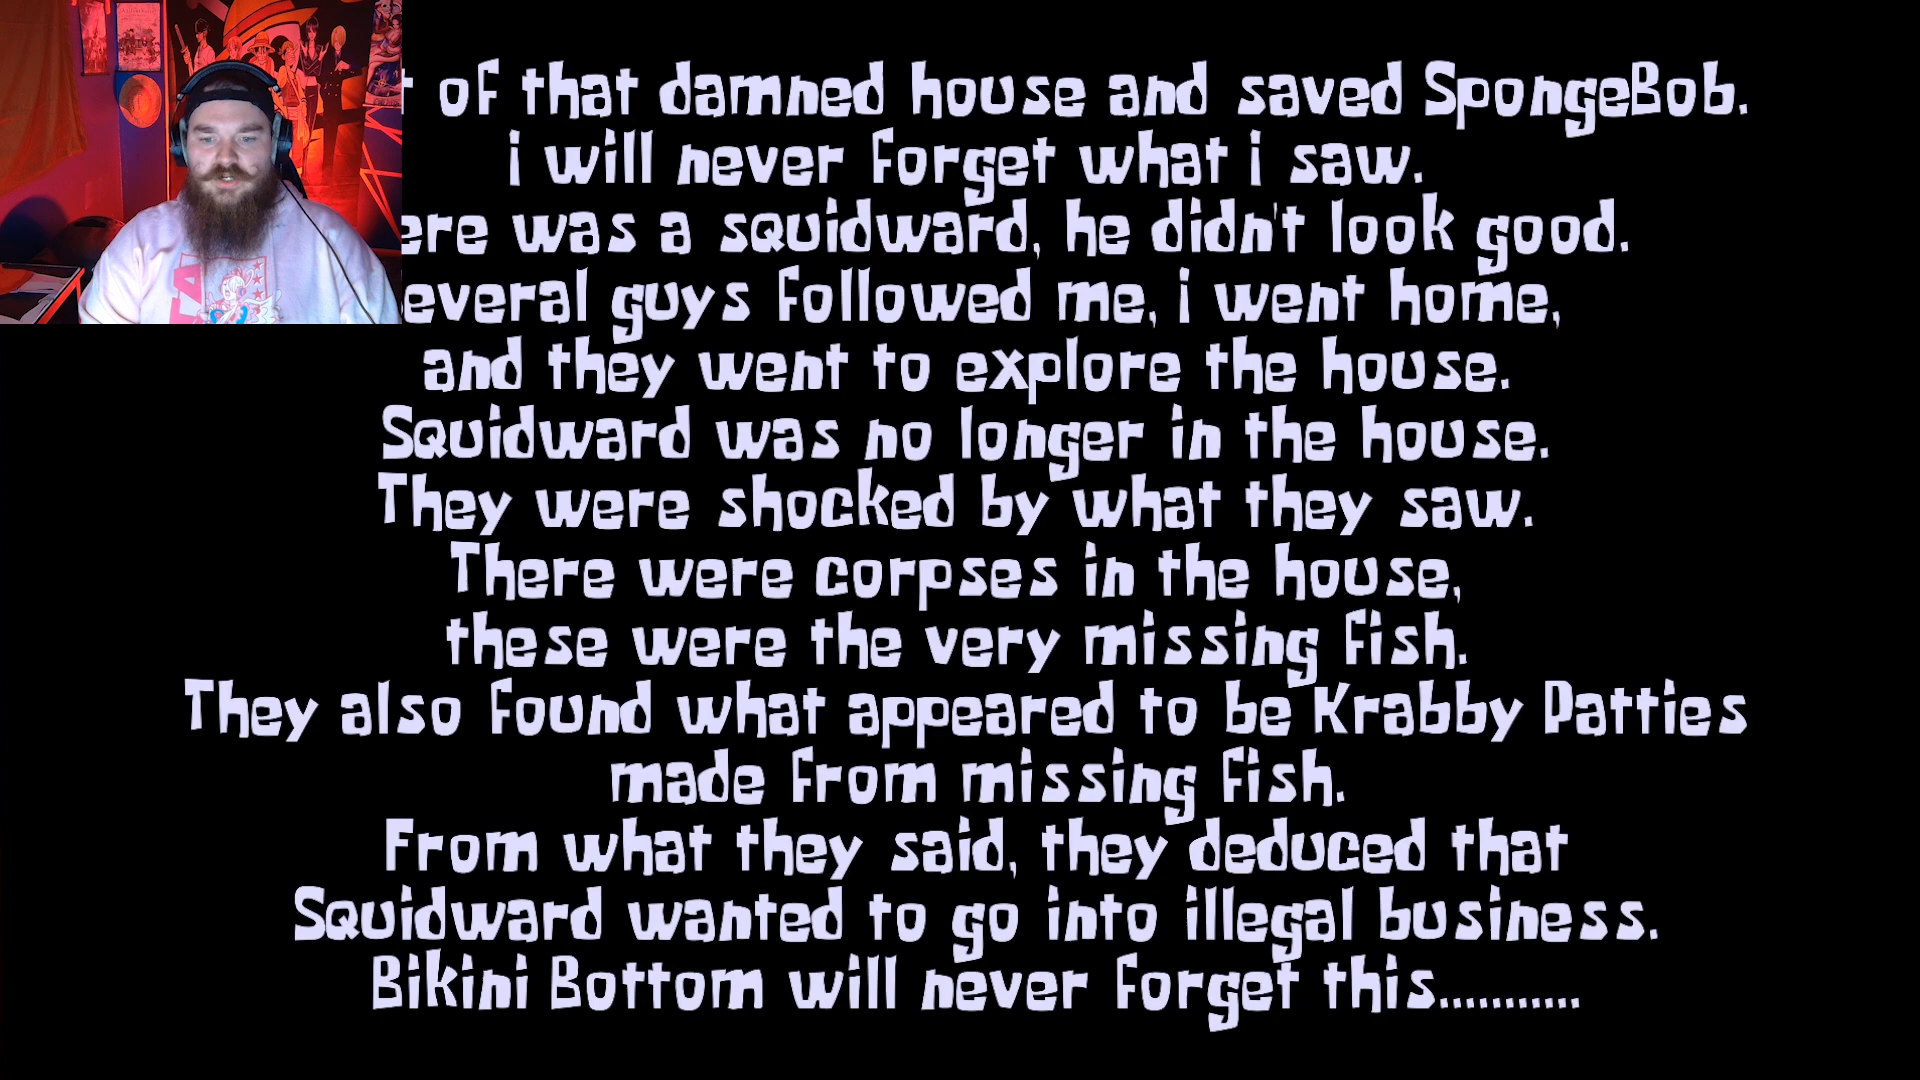 of that damned house and saved SpongeBob.
i will never forget what i saw.
was a squidward, he didn't look good.
guys followed me, i went home,
and they went to explore the house.
Squidward was no longer in the house.
They were shocked by what they saw.
There were corpses in the house,
these were the very missing fish.
They also found what appeared to be Krabby Patties
made from missing fish.
From what they said, they deduced that
Squidward wanted to go into illegal business.
Bikini Bottom will never forget this...........